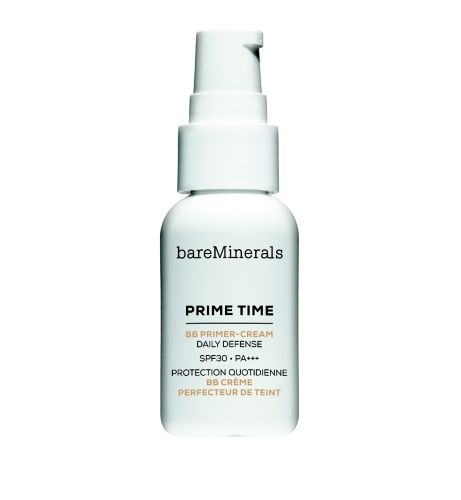 bareMinerals
PRIME TIME
BB PRIMER-CREAM
DAILY DEFENSE
SPF30 • PA+++
PROTECTION QUOTIDIENNE
BB CRÈME
PERFECTEUR DE TEINT